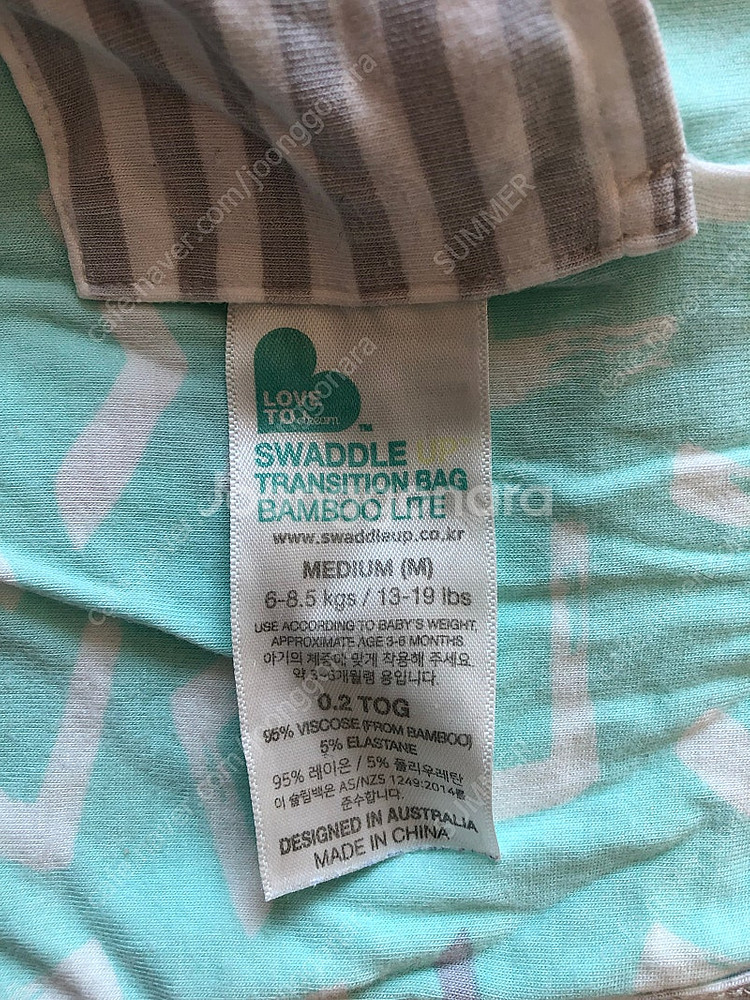 LOVE
TO
dream
TM
SWADDLE UP
TRANSITION BAG
BAMBOO LITE
www.swaddleup.co.kr
MEDIUM (M)
6-8.5 kgs / 13-19 lbs
USE ACCORDING TO BABY'S WEIGHT,
APPROXIMATE AGE 3-6 MONTHS
아기의 체중에 맞게 착용해 주세요
약 3-6개월령 용입니다.
0.2 TOG
95% VISCOSE (FROM BAMBOO)
5% ELASTANE
95% 레이온 / 5% 폴리우레탄
이 슬립백은 AS/NZS 1249:2014를
준수합니다.
DESIGNED IN AUSTRALIA
MADE IN CHINA
Joonggonara
cafe.naver.com/joonggonara
SUMMER